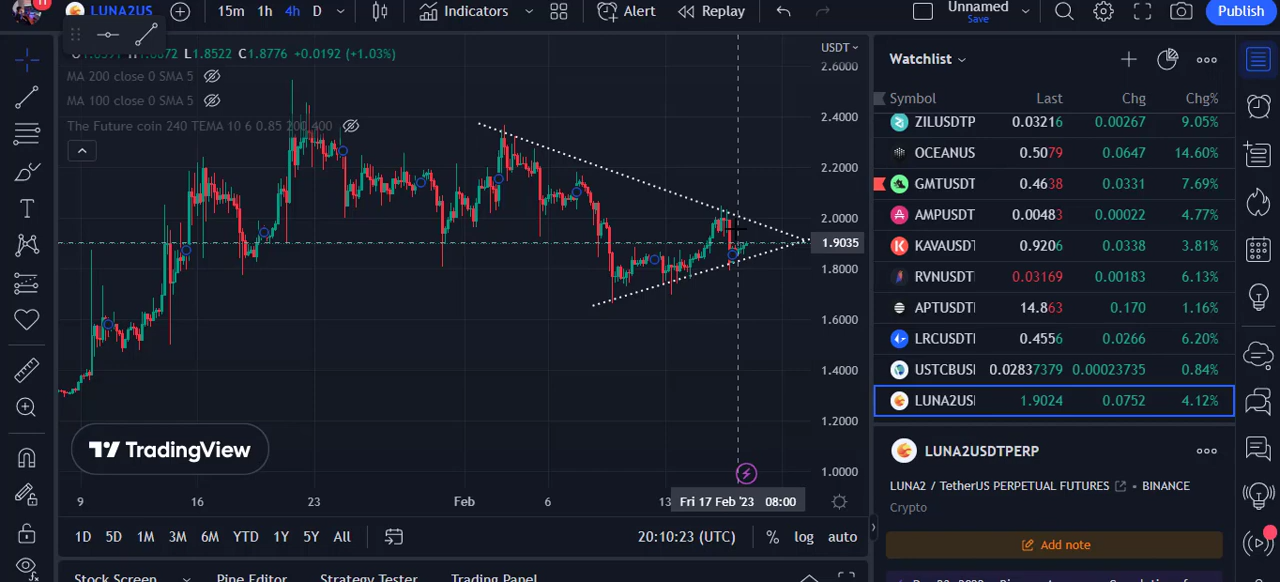 11
LUNA2US
15m 1h 4h D
Indicators
Alert
Replay
Unnamed
Save
Publish
L1.8522 C1.8776 +0.0192 (+1.03%)
MA 200 close 0 SMA 5
MA 100 close 0 SMA 5
The Future coin 240 TEMA 10 6 0.85 200 400
USDT
2.6000
2.4000
2.2000
2.0000
1.9035
1.8000
1.6000
1.4000
1.2000
1.0000
TradingView
9 16 23 Feb 6 13
Fri 17 Feb '23 08:00
1D 5D 1M 3M 6M YTD 1Y 5Y All
20:10:23 (UTC) % log auto
Stock Screen Pine Editor Strategy Tester Trading Panel
Watchlist
Symbol Last Chg Chg%
ZILUSDTP 0.03216 0.00267 9.05%
OCEANUS 0.5079 0.0647 14.60%
GMTUSDT 0.4638 0.0331 7.69%
AMPUSDT 0.00483 0.00022 4.77%
KAVAUSDT 0.9206 0.0338 3.81%
RVNUSDT 0.03169 0.00183 6.13%
APTUSDT 14.863 0.170 1.16%
LRCUSDTI 0.4556 0.0266 6.20%
USTCBUSI 0.02837379 0.00023735 0.84%
LUNA2USI 1.9024 0.0752 4.12%
LUNA2USDTPERP
LUNA2 / TetherUS PERPETUAL FUTURES • BINANCE
Crypto
Add note